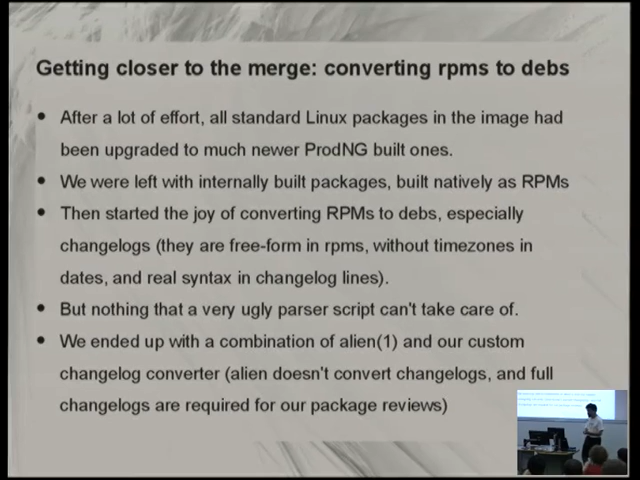 Getting closer to the merge: converting rpms to debs
• After a lot of effort, all standard Linux packages in the image had
been upgraded to much newer ProdNG built ones.
• We were left with internally built packages, built natively as RPMs
• Then started the joy of converting RPMs to debs, especially
changelogs (they are free-form in rpms, without timezones in
dates, and real syntax in changelog lines).
• But nothing that a very ugly parser script can't take care of.
• We ended up with a combination of alien(1) and our custom
changelog converter (alien doesn't convert changelogs, and full
changelogs are required for our package reviews)